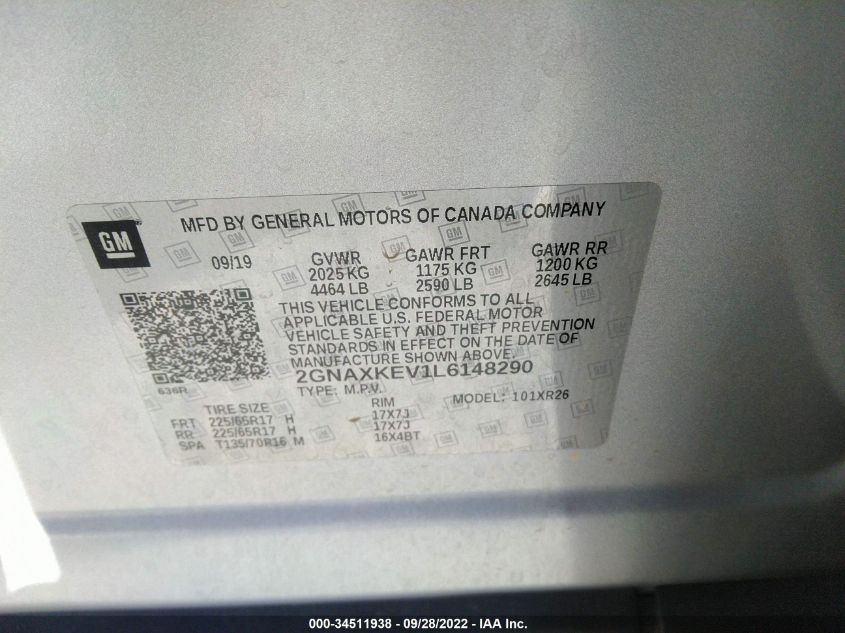 GM
MFD BY GENERAL MOTORS OF CANADA COMPANY
09/19 GVWR GAWR FRT GAWR RR
2025 KG 1175 KG 1200 KG
4464 LB 2590 LB 2645 LB
THIS VEHICLE CONFORMS TO ALL
APPLICABLE U.S. FEDERAL MOTOR
VEHICLE SAFETY AND THEFT PREVENTION
STANDARDS IN EFFECT ON THE DATE OF
MANUFACTURE SHOWN ABOVE.
636R 2GNAXKEV1L6148290
TYPE: M.P.V. MODEL: 101XR26
TIRE SIZE RIM
FRT 225/65R17 H 17X7J
RR 225/65R17 H 17X7J
SPA T135/70R16 M 16X4BT
000-34511938 - 09/28/2022 - IAA Inc.